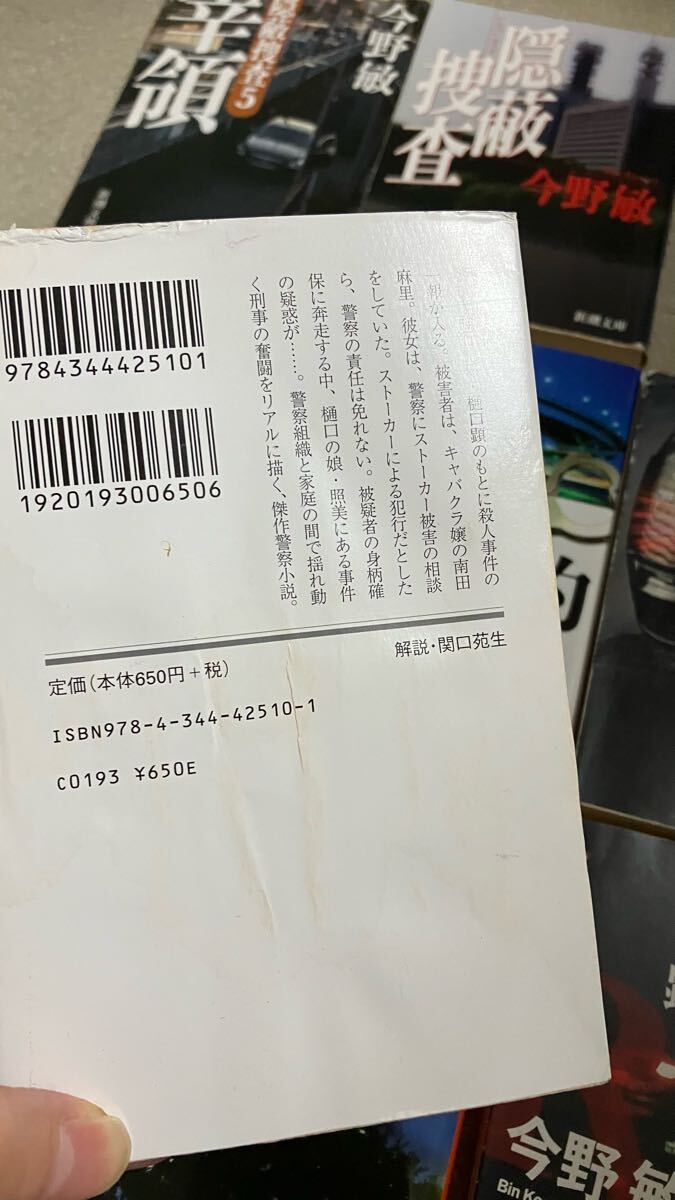 宰領
隠蔽捜査5
今野敏
隠蔽
捜査
今野敏
新潮文庫
9784344425101
1920193006506
樋口顕のもとに殺人事件の
一報が入る。被害者は、キャバクラ嬢の南田
麻里。彼女は、警察にストーカー被害の相談
をしていた。ストーカーによる犯行だとした
ら、警察の責任は免れない。被疑者の身柄確
保に奔走する中、樋口の娘・照美にある事件
の疑惑が……。警察組織と家庭の間で揺れ動
く刑事の奮闘をリアルに描く、傑作警察小説。
解説・関口苑生
定価(本体650円+税)
ISBN978-4-344-42510-1
C0193 ¥650E
的
今野敏
Bin Ko